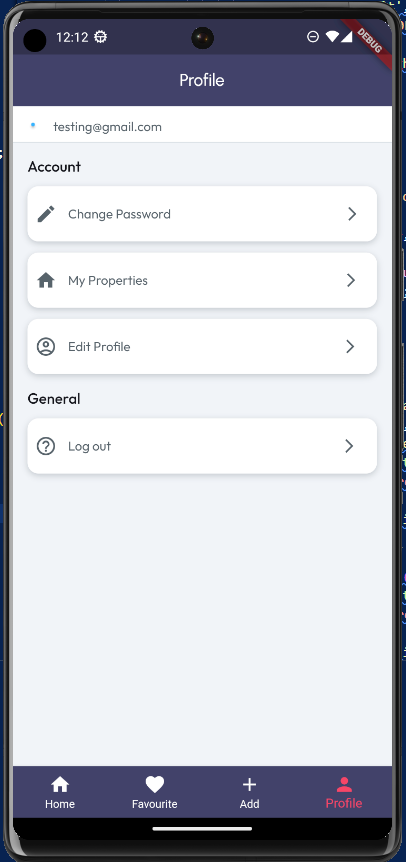 12:12
DEBUG
Profile
testing@gmail.com
Account
Change Password
My Properties
Edit Profile
General
Log out
Home
Favourite
Add
Profile